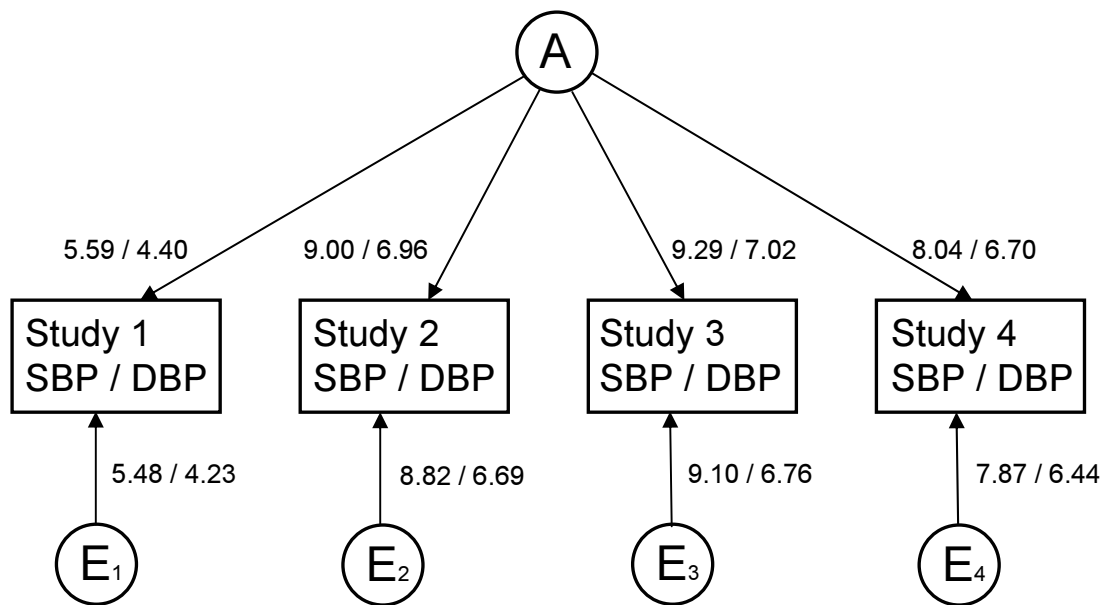 A
5.59 / 4.40
9.00 / 6.96
9.29 / 7.02
8.04 / 6.70
Study 1
SBP / DBP
Study 2
SBP / DBP
Study 3
SBP / DBP
Study 4
SBP / DBP
5.48 / 4.23
8.82 / 6.69
9.10 / 6.76
7.87 / 6.44
E1
E2
E3
E4